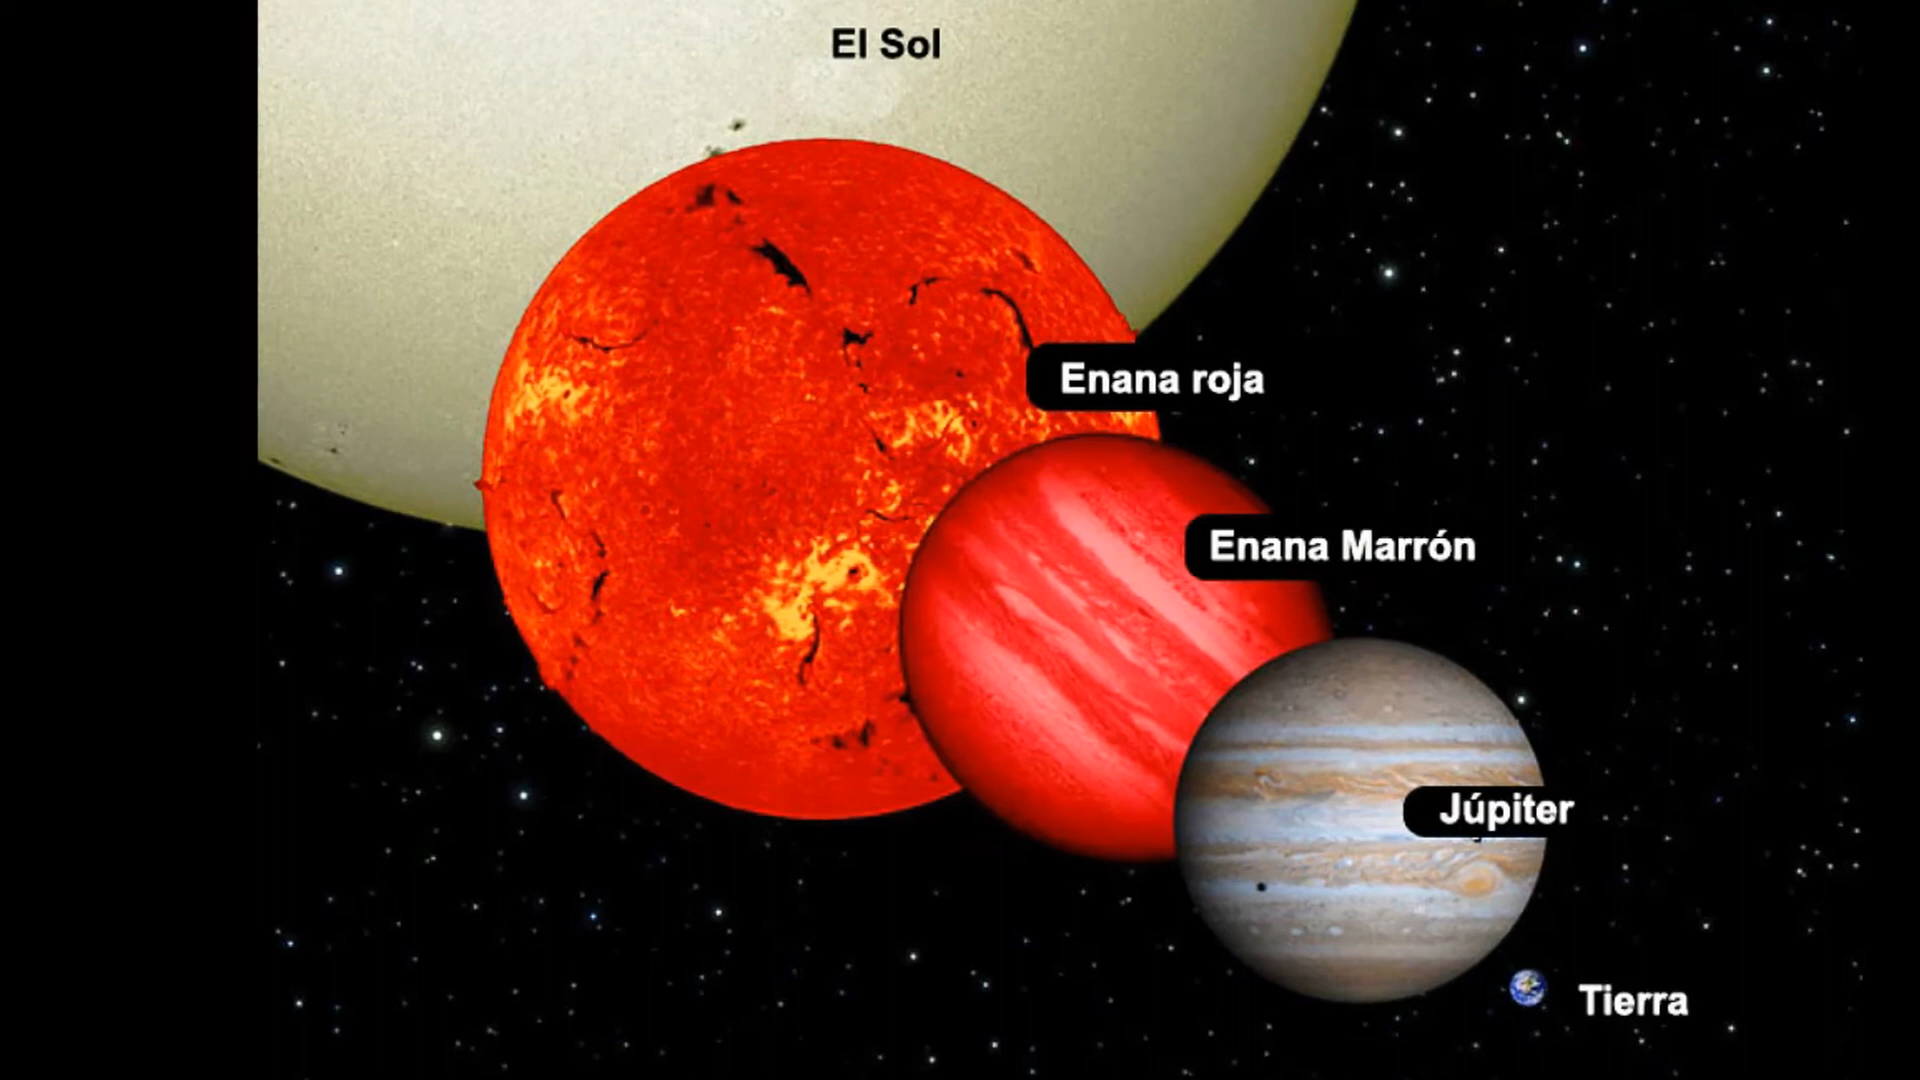 El Sol
Enana roja
Enana Marrón
Júpiter
Tierra